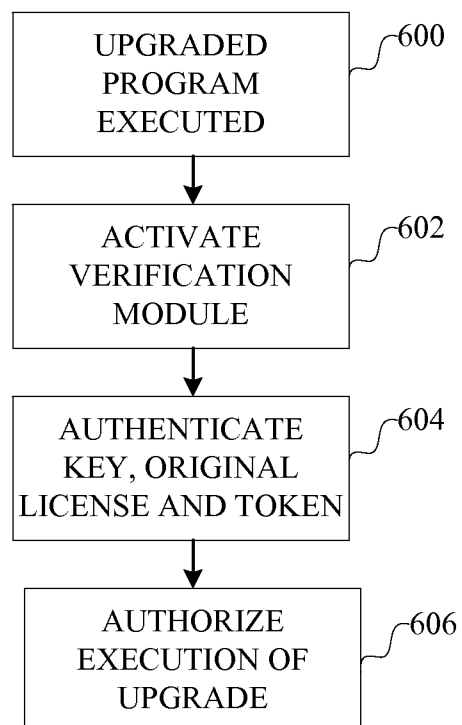 UPGRADED
PROGRAM
EXECUTED
600
ACTIVATE
VERIFICATION
MODULE
602
AUTHENTICATE
KEY, ORIGINAL
LICENSE AND TOKEN
604
AUTHORIZE
EXECUTION OF
UPGRADE
606